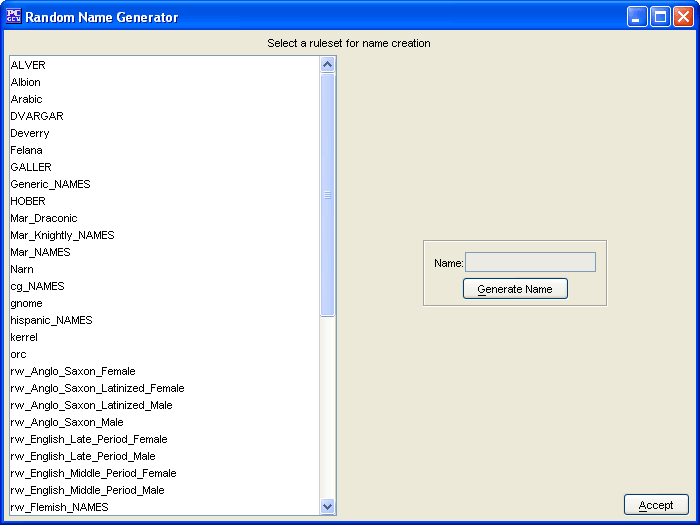 PC
GEN
Random Name Generator
Select a ruleset for name creation
ALVER
Albion
Arabic
DVARGAR
Deverry
Felana
GALLER
Generic_NAMES
HOBER
Mar_Draconic
Mar_Knightly_NAMES
Mar_NAMES
Narn
cg_NAMES
gnome
hispanic_NAMES
kerrel
orc
rw_Anglo_Saxon_Female
rw_Anglo_Saxon_Latinized_Female
rw_Anglo_Saxon_Latinized_Male
rw_Anglo_Saxon_Male
rw_English_Late_Period_Female
rw_English_Late_Period_Male
rw_English_Middle_Period_Female
rw_English_Middle_Period_Male
rw_Flemish_NAMES
Name:
Generate Name
Accept